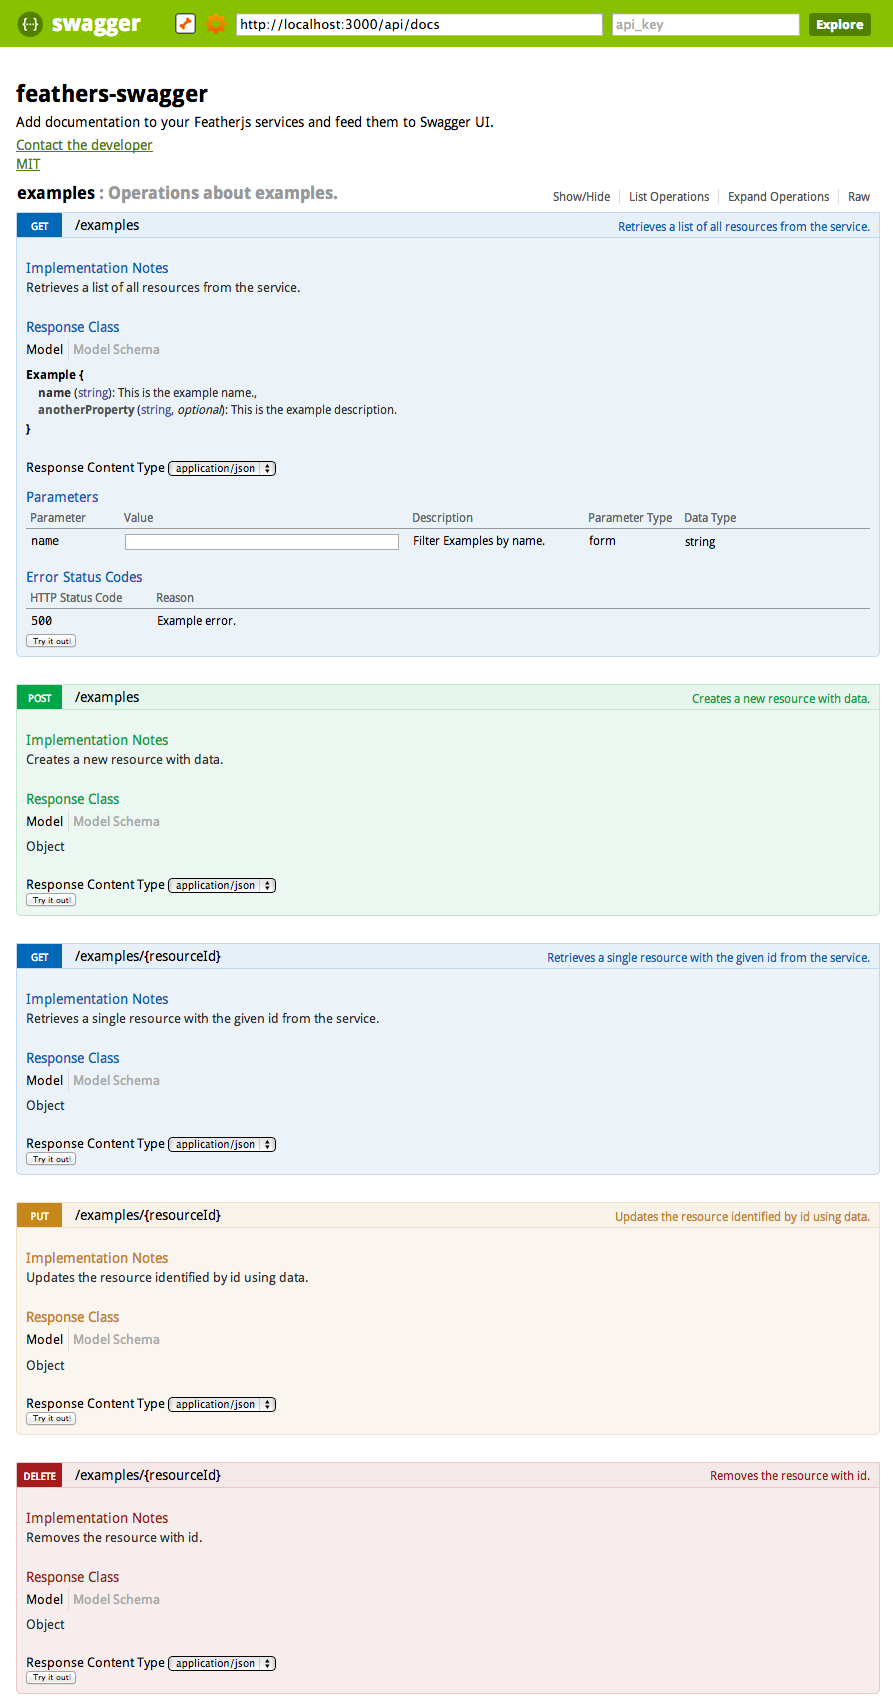 {···} swagger http://localhost:3000/api/docs api_key Explore
feathers-swagger
Add documentation to your Featherjs services and feed them to Swagger UI.
Contact the developer
MIT
examples : Operations about examples. Show/Hide List Operations Expand Operations Raw
GET /examples Retrieves a list of all resources from the service.
Implementation Notes
Retrieves a list of all resources from the service.
Response Class
Model Model Schema
Example {
name (string): This is the example name.,
anotherProperty (string, optional): This is the example description.
}
Response Content Type application/json
Parameters
Parameter Value Description Parameter Type Data Type
name Filter Examples by name. form string
Error Status Codes
HTTP Status Code Reason
500 Example error.
Try it out!
POST /examples Creates a new resource with data.
Implementation Notes
Creates a new resource with data.
Response Class
Model Model Schema
Object
Response Content Type application/json
Try it out!
GET /examples/{resourceId} Retrieves a single resource with the given id from the service.
Implementation Notes
Retrieves a single resource with the given id from the service.
Response Class
Model Model Schema
Object
Response Content Type application/json
Try it out!
PUT /examples/{resourceId} Updates the resource identified by id using data.
Implementation Notes
Updates the resource identified by id using data.
Response Class
Model Model Schema
Object
Response Content Type application/json
Try it out!
DELETE /examples/{resourceId} Removes the resource with id.
Implementation Notes
Removes the resource with id.
Response Class
Model Model Schema
Object
Response Content Type application/json
Try it out!